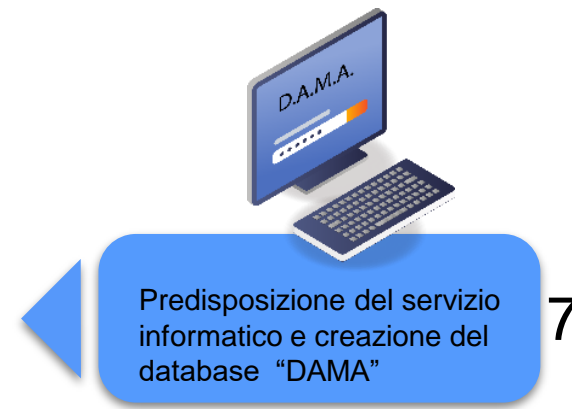 D.A.M.A.
Predisposizione del servizio
informatico e creazione del
database “DAMA”
7